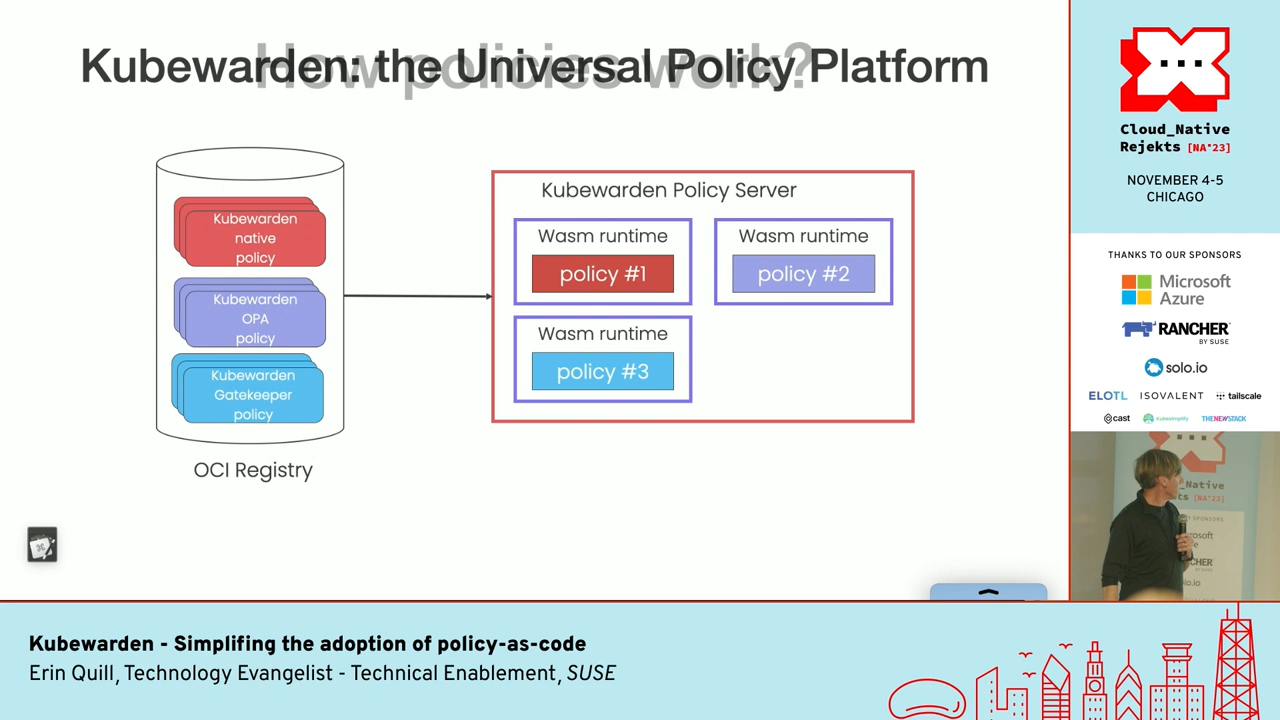 How policies work?
Kubewarden: the Universal Policy Platform
Kubewarden
native
policy
Kubewarden
OPA
policy
Kubewarden
Gatekeeper
policy
OCI Registry
Kubewarden Policy Server
Wasm runtime
policy #1
Wasm runtime
policy #2
Wasm runtime
policy #3
Cloud_Native
Rejekts [NA'23]
NOVEMBER 4-5
CHICAGO
THANKS TO OUR SPONSORS
Microsoft
Azure
RANCHER
BY SUSE
solo.io
ELOTL ISOVALENT tailscale
cast Kubesimplify THENEWSTACK
Kubewarden - Simplifing the adoption of policy-as-code
Erin Quill, Technology Evangelist - Technical Enablement, SUSE